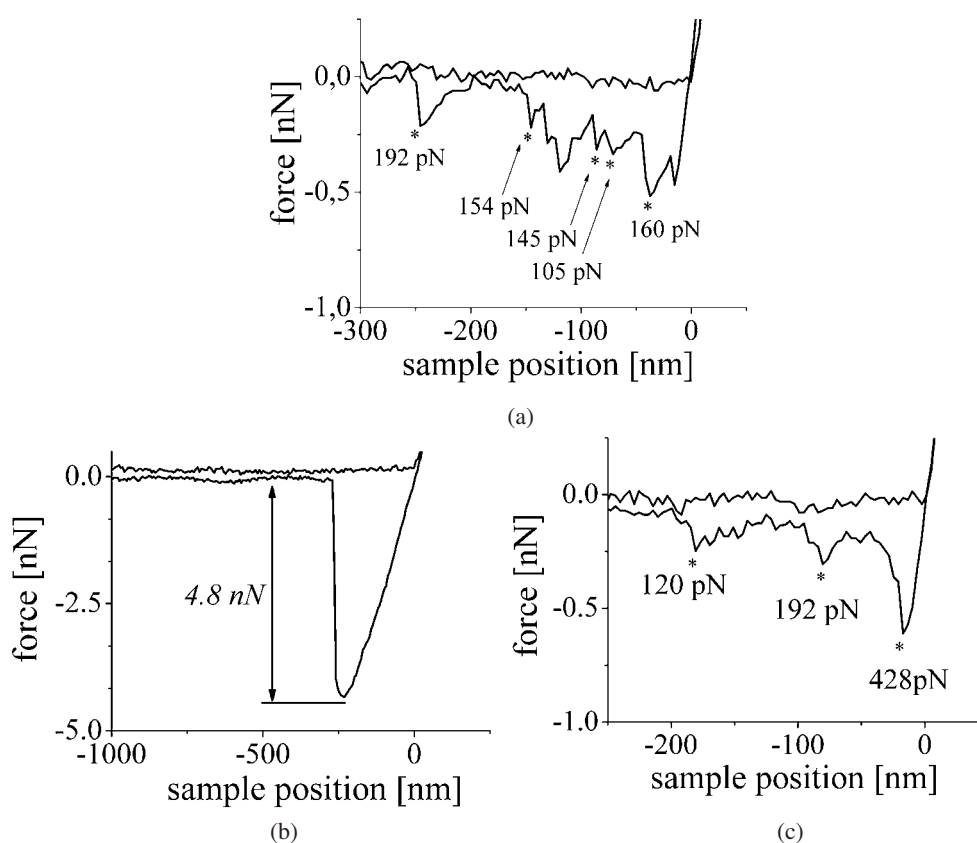 0,0
-0,5
-1,0
force [nN]
192 pN
154 pN
145 pN
105 pN
160 pN
-300 -200 -100 0
sample position [nm]
(a)
0.0
-2.5
-5.0
force [nN]
4.8 nN
-1000 -500 0
sample position [nm]
(b)
0.0
-0.5
-1.0
force [nN]
120 pN
192 pN
428pN
-200 -100 0
sample position [nm]
(c)